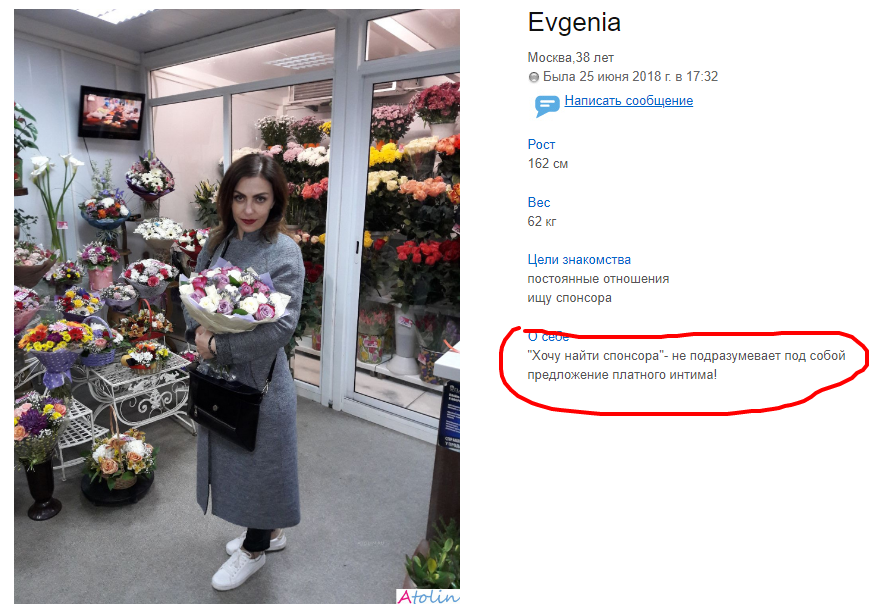 Evgenia
Москва,38 лет
Была 25 июня 2018 г. в 17:32
Написать сообщение
Рост
162 см
Вес
62 кг
Цели знакомства
постоянные отношения
ищу спонсора
О себе
"Хочу найти спонсора"- не подразумевает под собой
предложение платного интима!
Atolin